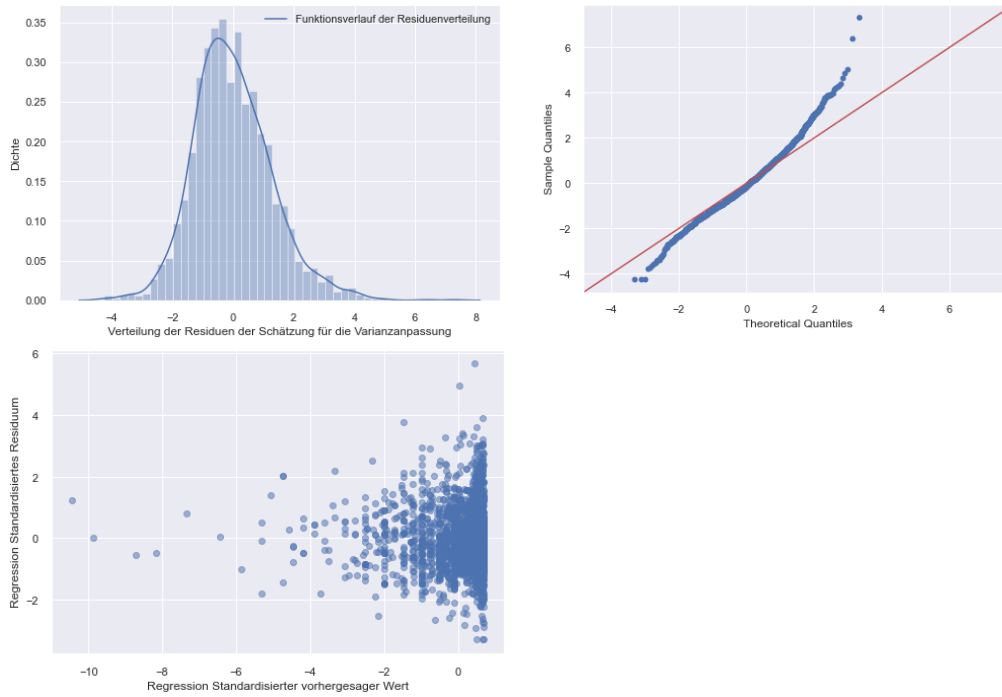 Funktionsverlauf der Residuenverteilung
0.35
0.30
0.25
0.20
0.15
0.10
0.05
0.00
Dichte
−4 −2 0 2 4 6 8
Verteilung der Residuen der Schätzung für die Varianzanpassung
6
4
2
0
−2
−4
Sample Quantiles
−4 −2 0 2 4 6
Theoretical Quantiles
6
4
2
0
−2
Regression Standardisiertes Residuum
−10 −8 −6 −4 −2 0
Regression Standardisierter vorhergesager Wert